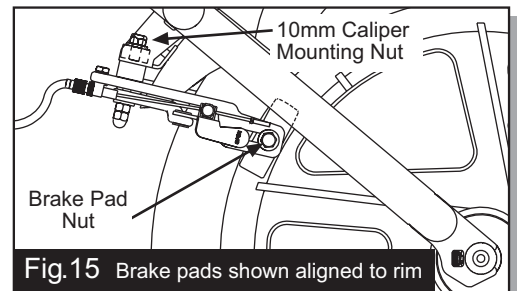 10mm Caliper
Mounting Nut
Brake Pad
Nut
Fig.15 Brake pads shown aligned to rim